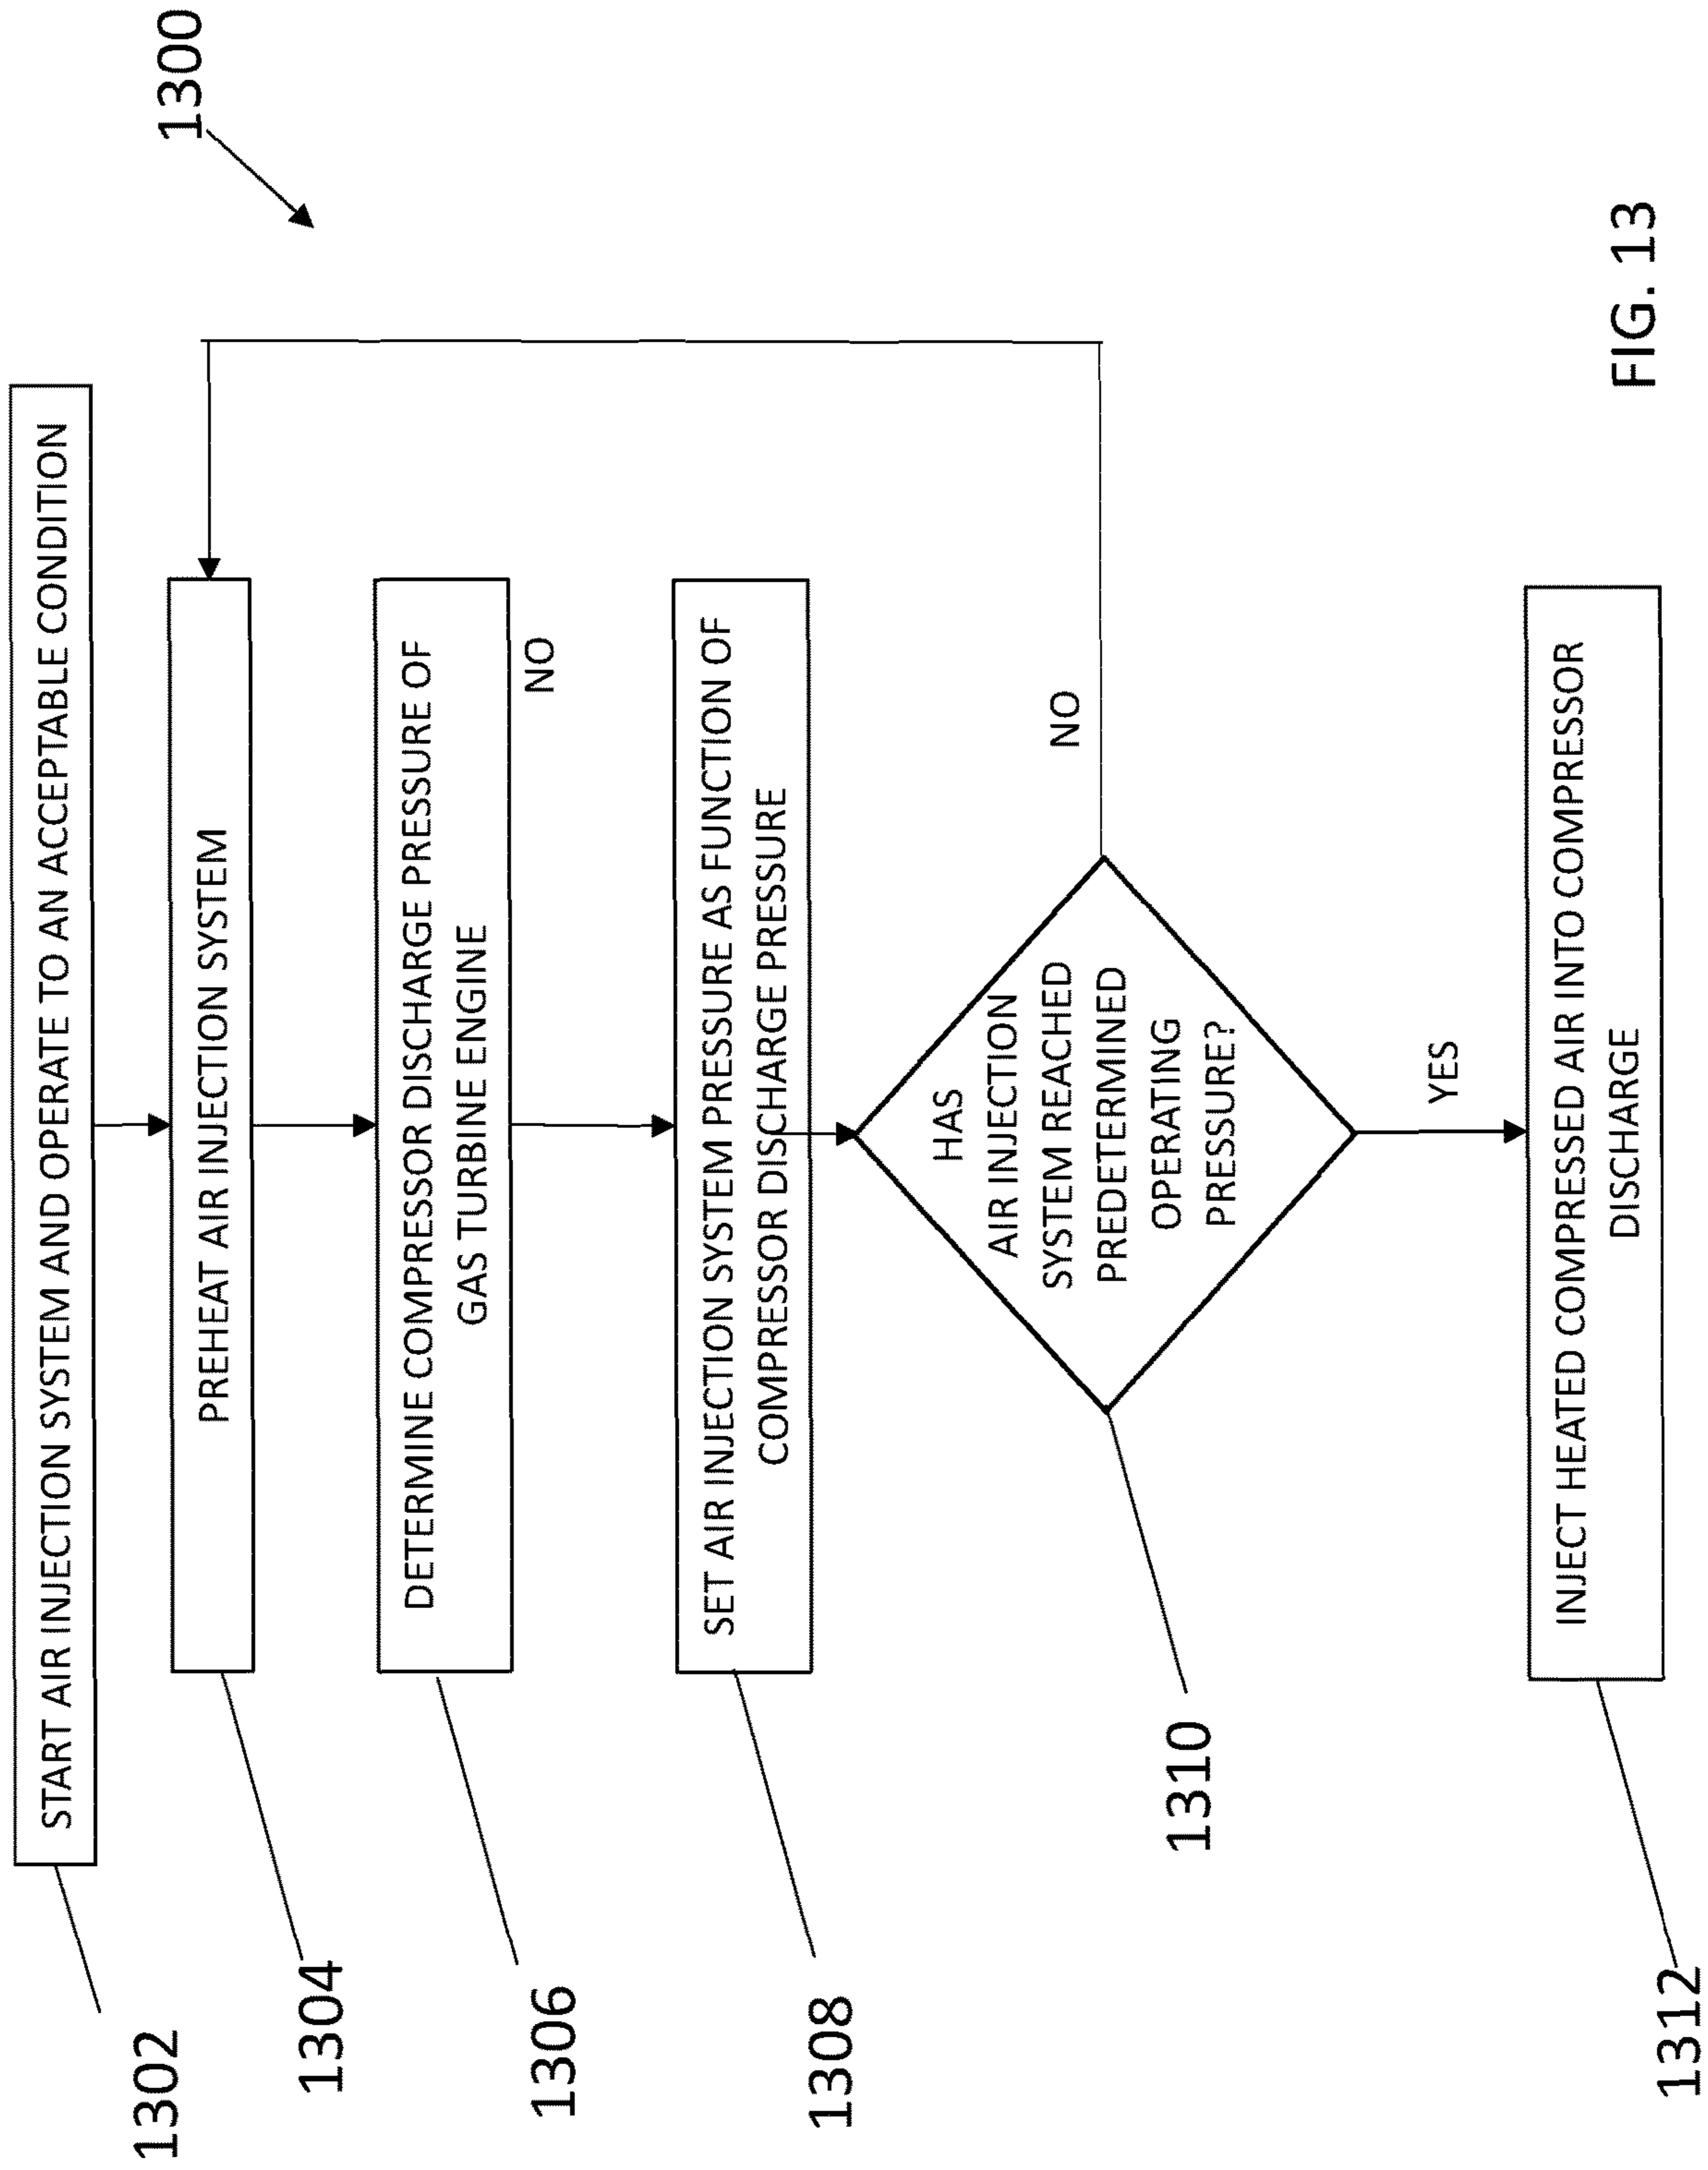 1300
START AIR INJECTION SYSTEM AND OPERATE TO AN ACCEPTABLE CONDITION
1302
PREHEAT AIR INJECTION SYSTEM
1304
DETERMINE COMPRESSOR DISCHARGE PRESSURE OF
GAS TURBINE ENGINE
NO
1306
SET AIR INJECTION SYSTEM PRESSURE AS FUNCTION OF
COMPRESSOR DISCHARGE PRESSURE
1308
HAS
AIR INJECTION
SYSTEM REACHED
PREDETERMINED
OPERATING
PRESSURE?
NO
1310
YES
INJECT HEATED COMPRESSED AIR INTO COMPRESSOR
DISCHARGE
1312
FIG. 13